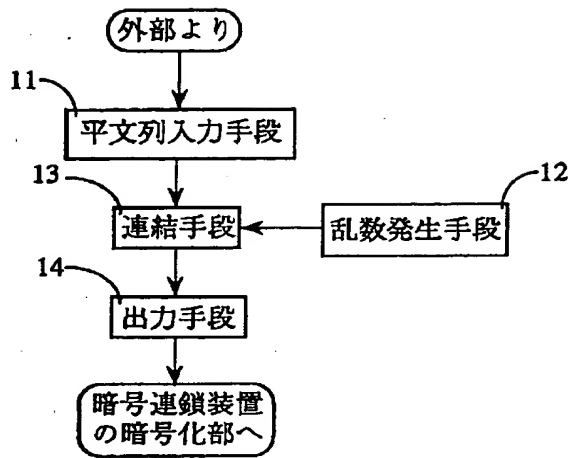 外部より
11
平文列入力手段
13
12
連結手段
乱数発生手段
14
出力手段
暗号連鎖装置
の暗号化部へ